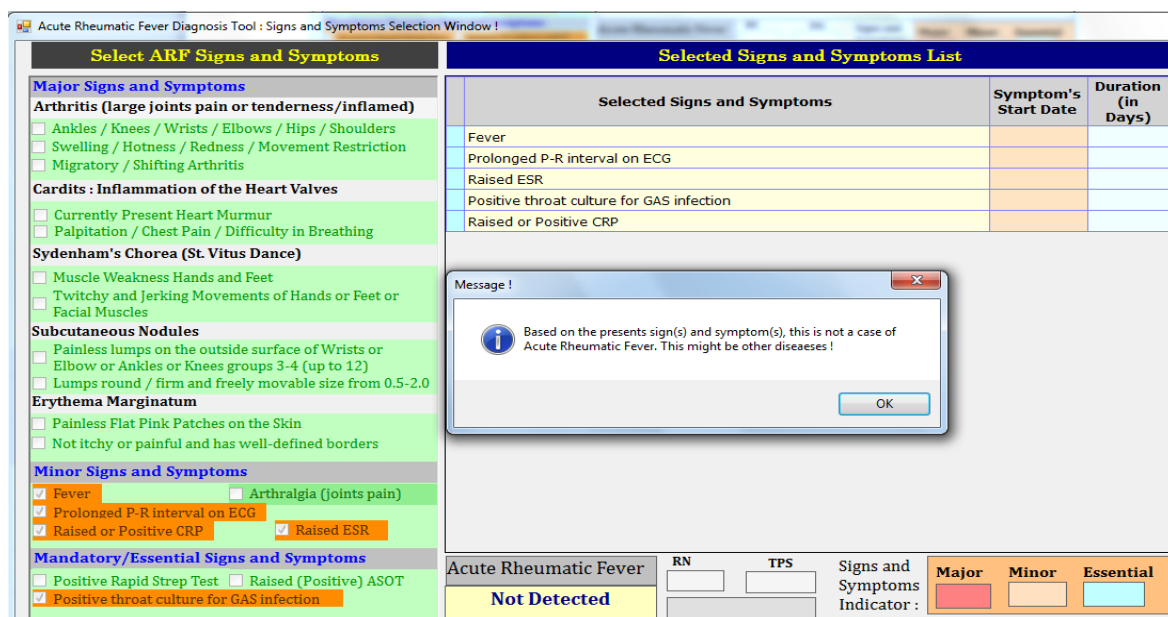 Acute Rheumatic Fever Diagnosis Tool : Signs and Symptoms Selection Window !
Select ARF Signs and Symptoms
Major Signs and Symptoms
Arthritis (large joints pain or tenderness/inflamed)
Ankles / Knees / Wrists / Elbows / Hips / Shoulders
Swelling / Hotness / Redness / Movement Restriction
Migratory / Shifting Arthritis
Cardits : Inflammation of the Heart Valves
Currently Present Heart Murmur
Palpitation / Chest Pain / Difficulty in Breathing
Sydenham's Chorea (St. Vitus Dance)
Muscle Weakness Hands and Feet
Twitchy and Jerking Movements of Hands or Feet or
Facial Muscles
Subcutaneous Nodules
Painless lumps on the outside surface of Wrists or
Elbow or Ankles or Knees groups 3-4 (up to 12)
Lumps round / firm and freely movable size from 0.5-2.0
Erythema Marginatum
Painless Flat Pink Patches on the Skin
Not itchy or painful and has well-defined borders
Minor Signs and Symptoms
Fever Arthralgia (joints pain)
Prolonged P-R interval on ECG
Raised or Positive CRP Raised ESR
Mandatory/Essential Signs and Symptoms
Positive Rapid Strep Test Raised (Positive) ASOT
Positive throat culture for GAS infection
Selected Signs and Symptoms List
Selected Signs and Symptoms
Symptom's
Start Date
Duration
(in
Days)
Fever
Prolonged P-R interval on ECG
Raised ESR
Positive throat culture for GAS infection
Raised or Positive CRP
Message !
Based on the presents sign(s) and symptom(s), this is not a case of
Acute Rheumatic Fever. This might be other diseaeses !
OK
Acute Rheumatic Fever
Not Detected
RN TPS
Signs and
Symptoms
Indicator :
Major Minor Essential